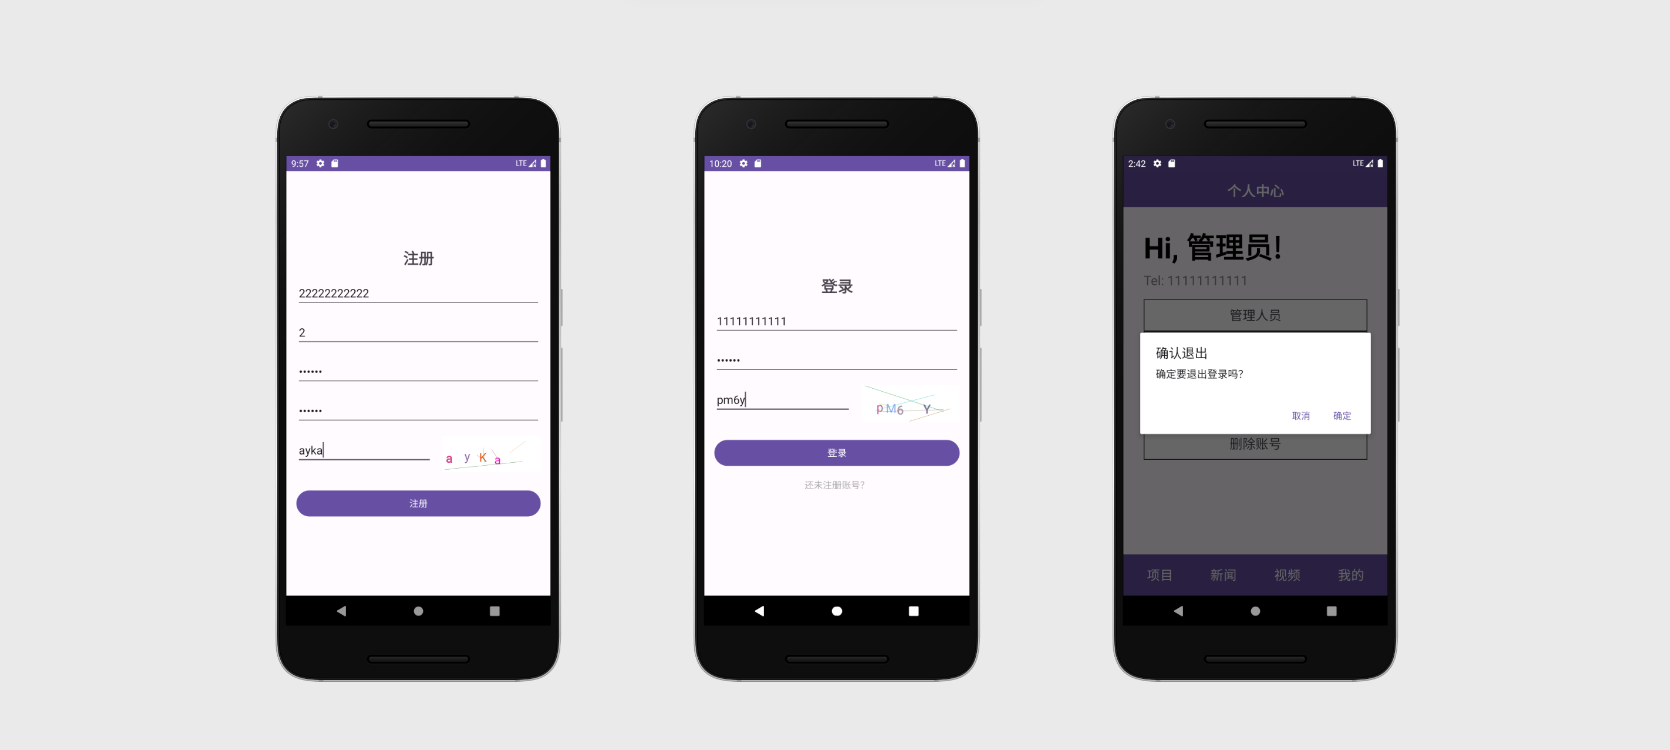 9:57
LTE
注册
22222222222
2
••••••
••••••
ayka
ayKa
注册
10:20
LTE
登录
11111111111
••••••
pm6y
pM6Y
登录
还未注册账号?
2:42
LTE
个人中心
Hi, 管理员!
Tel: 11111111111
管理人员
确认退出
确定要退出登录吗?
取消 确定
删除账号
项目 新闻 视频 我的